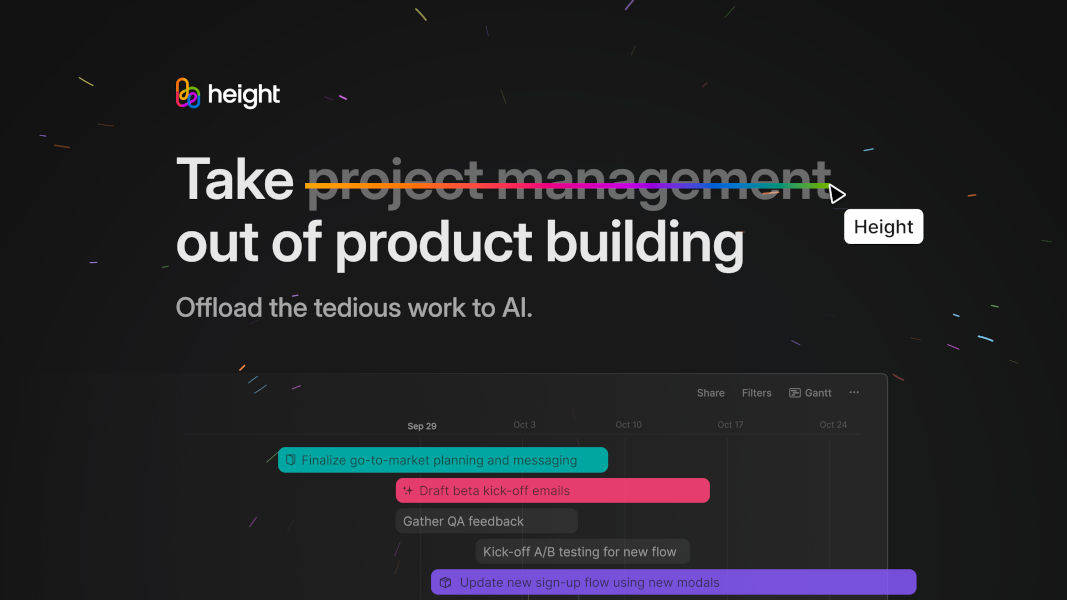 height
Take project management
out of product building
Height
Offload the tedious work to AI.
Share Filters Gantt ...
Sep 29 Oct 3 Oct 10 Oct 17 Oct 24
Finalize go-to-market planning and messaging
Draft beta kick-off emails
Gather QA feedback
Kick-off A/B testing for new flow
Update new sign-up flow using new modals